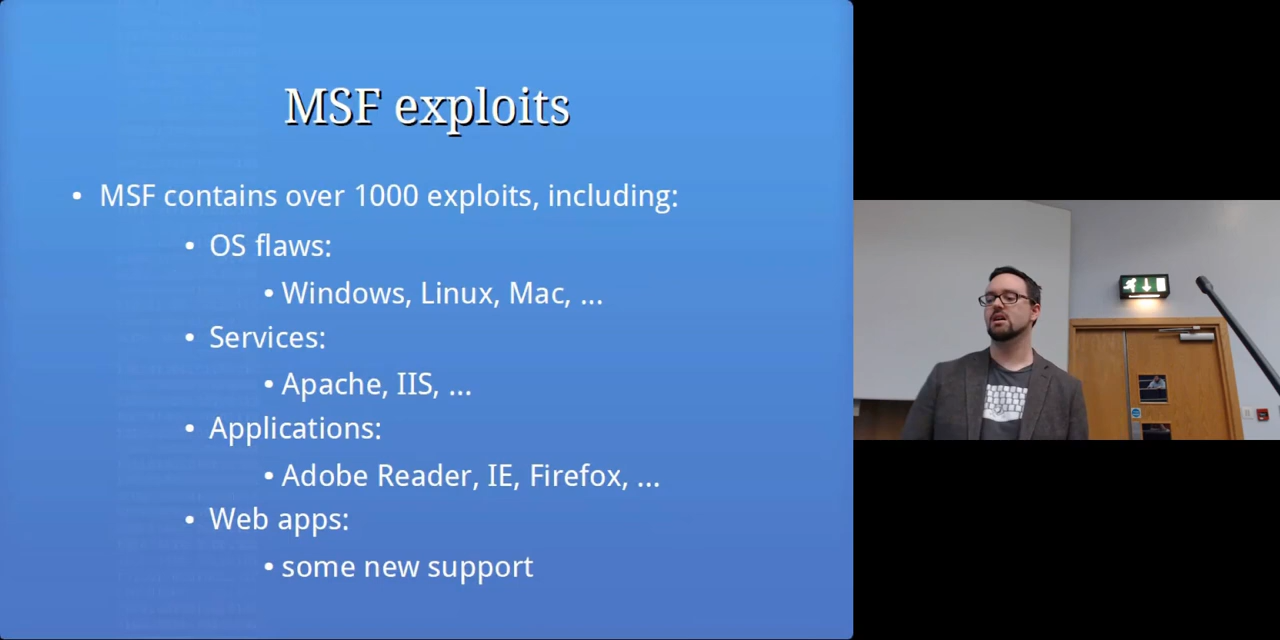 MSF exploits
• MSF contains over 1000 exploits, including:
• OS flaws:
• Windows, Linux, Mac, ...
• Services:
• Apache, IIS, ...
• Applications:
• Adobe Reader, IE, Firefox, ...
• Web apps:
• some new support